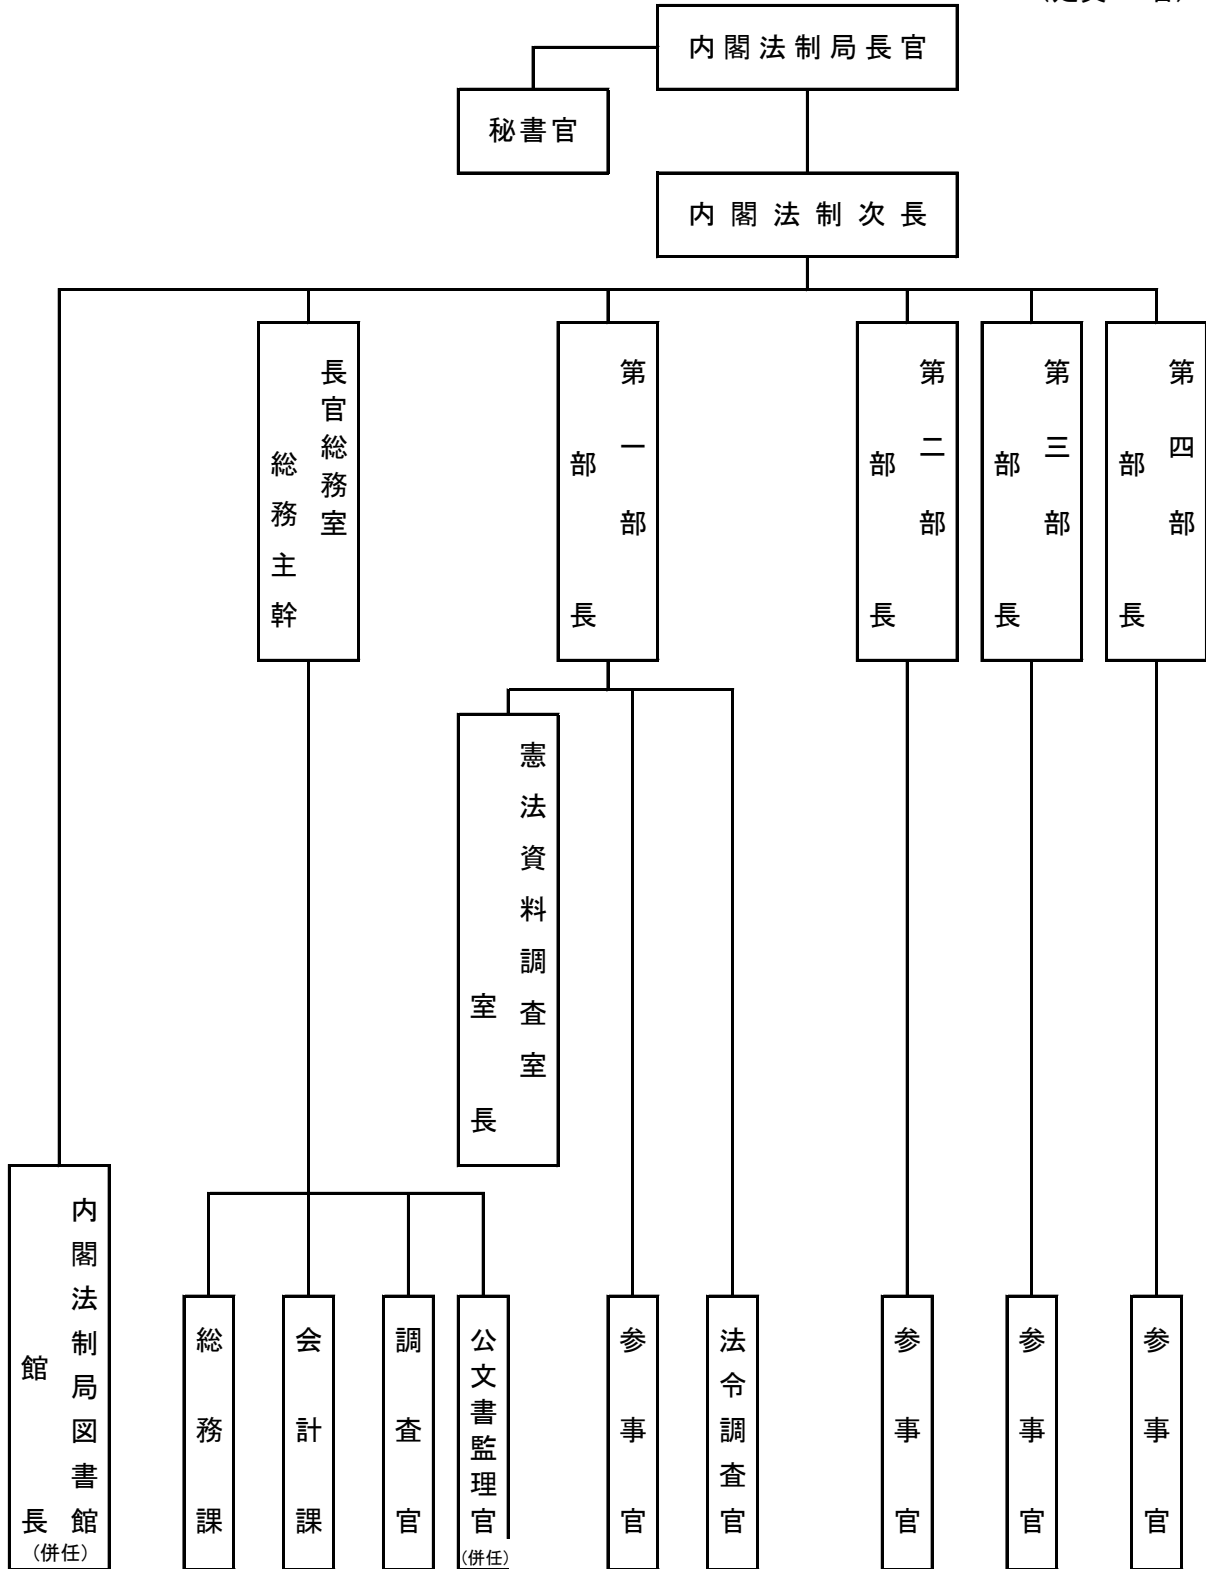 内閣法制局長官
秘書官
内閣法制次長
長官総務室
総務主幹
第一部
部長
第二部
部長
第三部
部長
第四部
部長
憲法資料調査室
室長
内閣法制局図書館
館長
(併任)
総務課
会計課
調査官
公文書監理官
(併任)
参事官
法令調査官
参事官
参事官
参事官